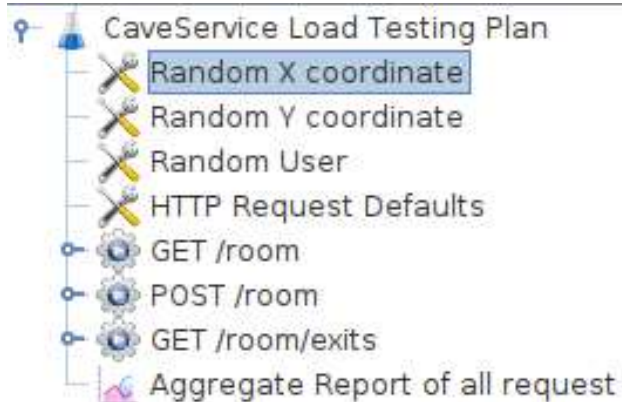 CaveService Load Testing Plan
Random X coordinate
Random Y coordinate
Random User
HTTP Request Defaults
GET /room
POST /room
GET /room/exits
Aggregate Report of all request